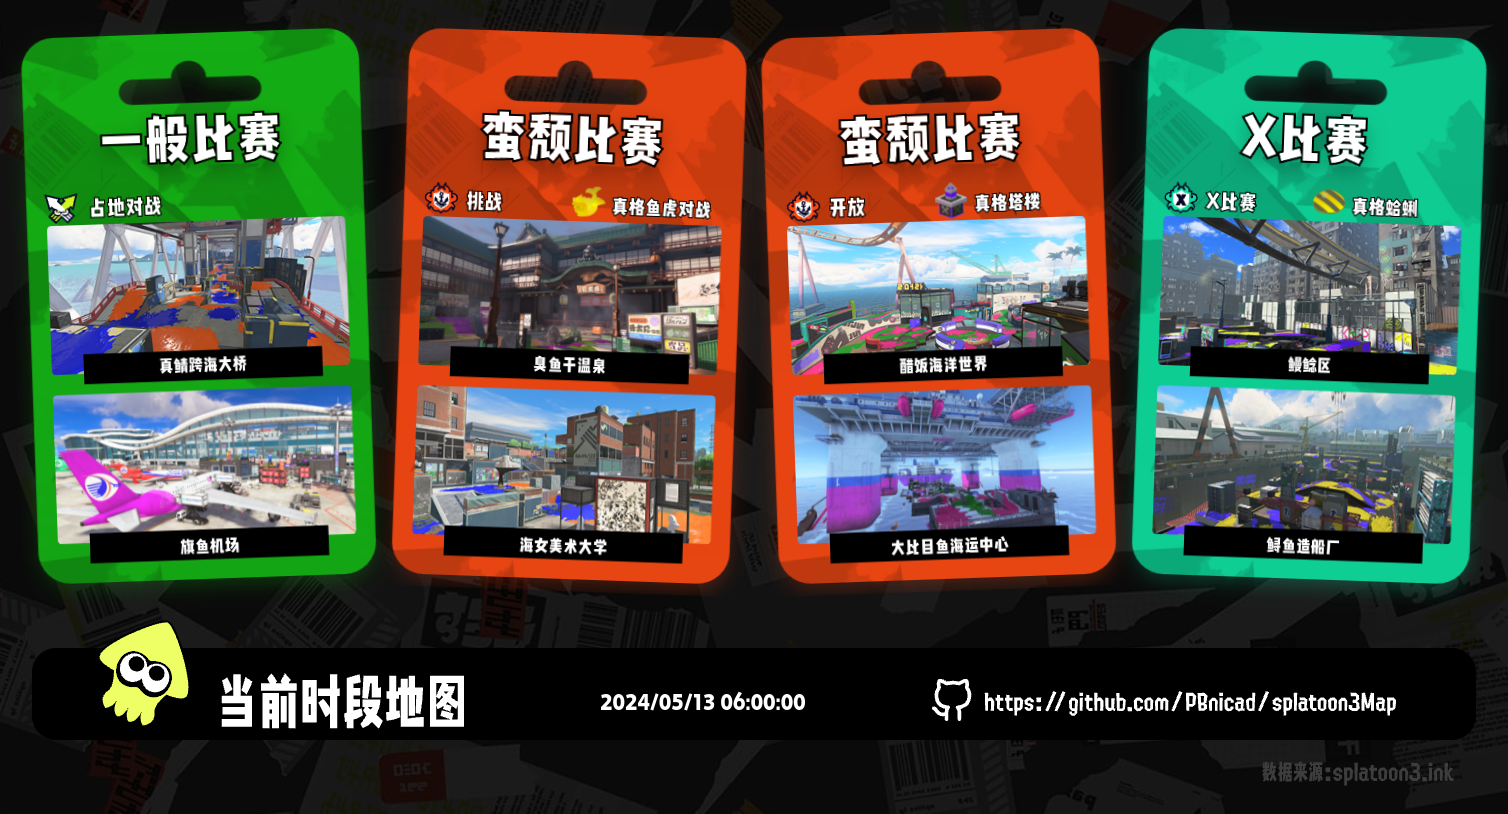 一般比赛
占地对战
真鲭跨海大桥
旗鱼机场
蛮颓比赛
挑战
真格鱼虎对战
臭鱼干温泉
海女美术大学
蛮颓比赛
开放
真格塔楼
醋饭海洋世界
大比目鱼海运中心
X比赛
X比赛
真格蛤蜊
鳗鲶区
鲟鱼造船厂
当前时段地图
2024/05/13 06:00:00
https://github.com/PBnicad/splatoon3Map
数据来源:splatoon3.ink